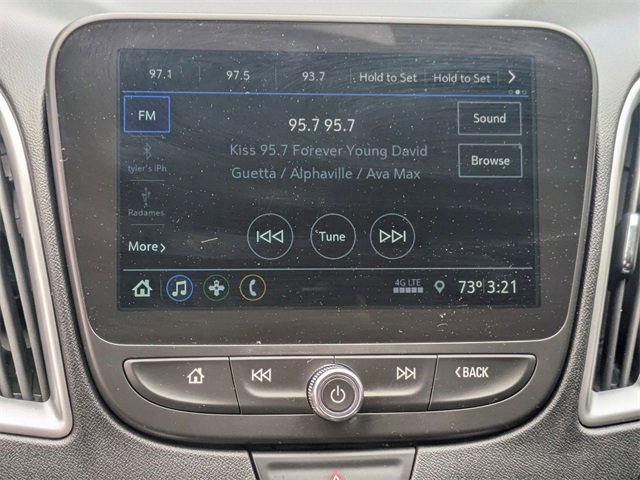 97.1 97.5 93.7 Hold to Set Hold to Set
FM
95.7 95.7
Sound
Kiss 95.7 Forever Young David
Guetta / Alphaville / Ava Max
Browse
tyler's iPh
Radames
More
Tune
4G LTE
73° 3:21
BACK